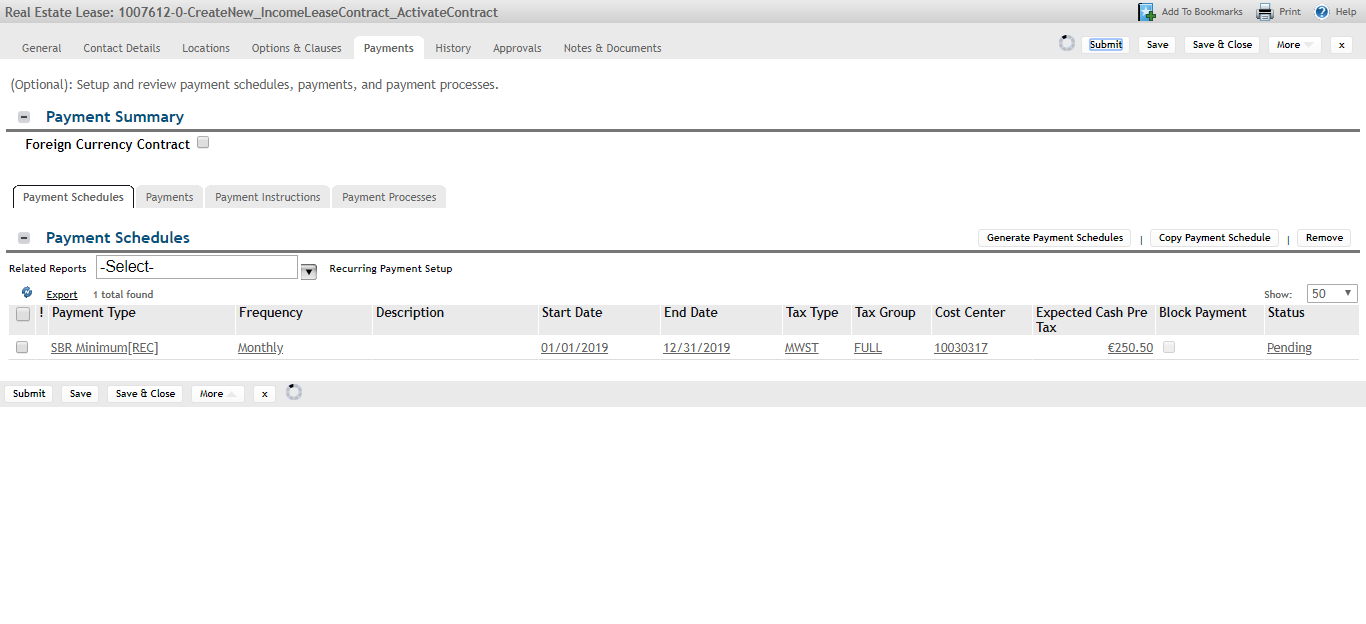 Real Estate Lease: 1007612-0-CreateNew_IncomeLeaseContract_ActivateContract Add To Bookmarks Print Help
General Contact Details Locations Options & Clauses Payments History Approvals Notes & Documents Submit Save Save & Close More x
(Optional): Setup and review payment schedules, payments, and payment processes.
Payment Summary
Foreign Currency Contract
Payment Schedules Payments Payment Instructions Payment Processes
Payment Schedules Generate Payment Schedules | Copy Payment Schedule | Remove
Related Reports -Select- Recurring Payment Setup
Export 1 total found Show: 50
! Payment Type Frequency Description Start Date End Date Tax Type Tax Group Cost Center Expected Cash Pre Tax Block Payment Status
SBR Minimum[REC] Monthly 01/01/2019 12/31/2019 MWST FULL 10030317 €250.50 Pending
Submit Save Save & Close More x